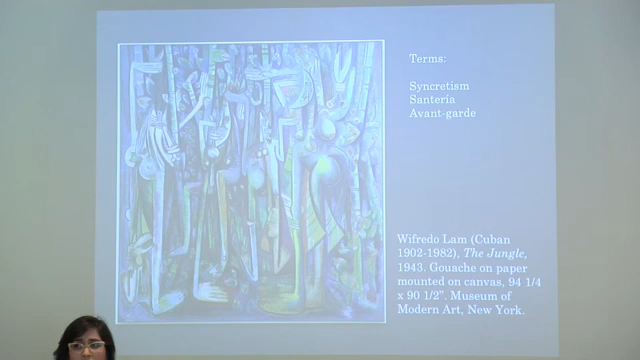 Terms:
Syncretism
Santería
Avant-garde
Wifredo Lam (Cuban
1902-1982), The Jungle,
1943. Gouache on paper
mounted on canvas, 94 1/4
x 90 1/2”. Museum of
Modern Art, New York.